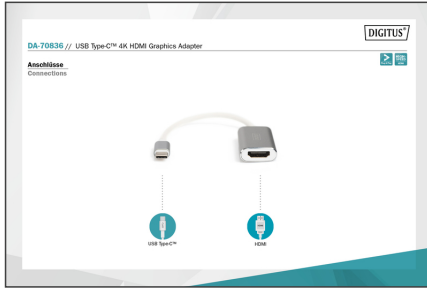 DIGITUS®
DA-70836 // USB Type-C™ 4K HDMI Graphics Adapter
Anschlüsse
Connections
USB Type-C™
HDMI